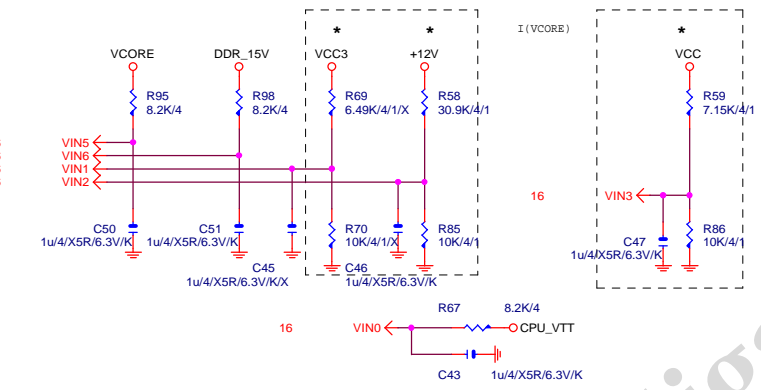 * * I(VCORE) *
VCORE DDR_15V VCC3 +12V VCC
R95 R98 R69 R58 R59
8.2K/4 8.2K/4 6.49K/4/1/X 30.9K/4/1 7.15K/4/1
VIN5
VIN6
VIN1
VIN2
16 VIN3
C50 C51 R70 R85 C47 R86
1u/4/X5R/6.3V/K 1u/4/X5R/6.3V/K 10K/4/1/X 10K/4/1 1u/4/X5R/6.3V/K 10K/4/1
C45 C46
1u/4/X5R/6.3V/K/X 1u/4/X5R/6.3V/K
R67 8.2K/4
16 VIN0 CPU_VTT
C43 1u/4/X5R/6.3V/K